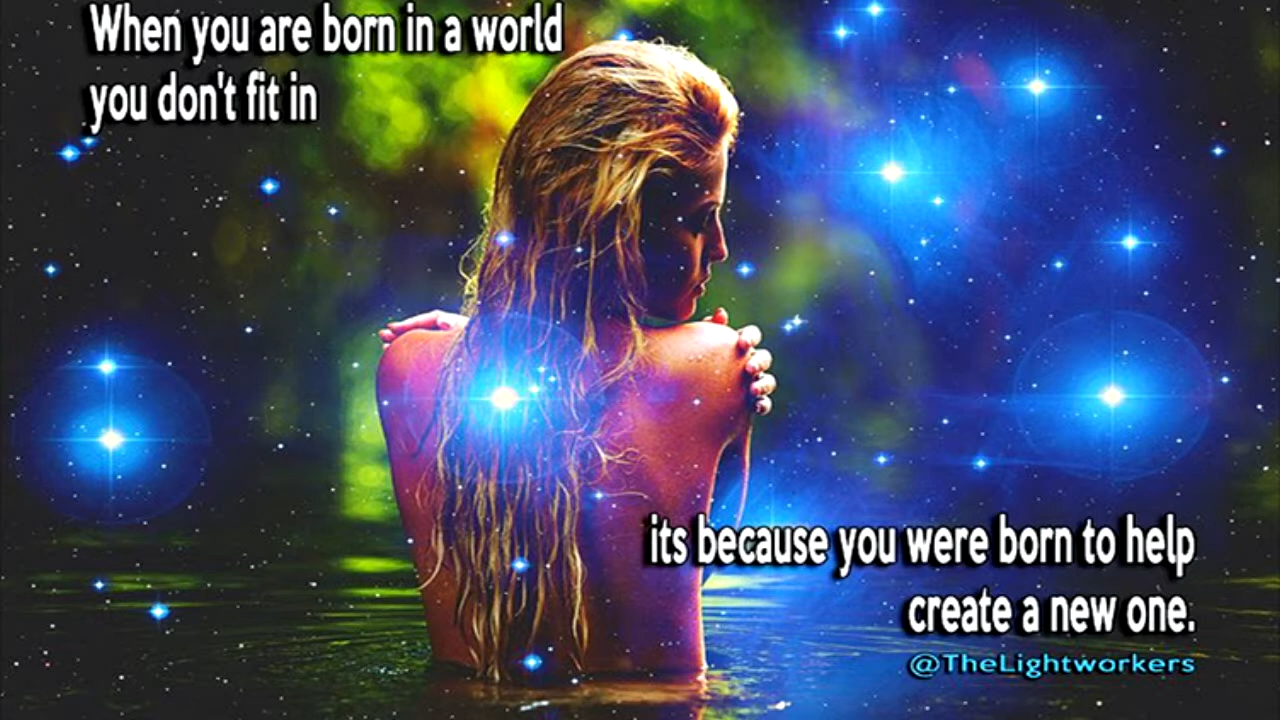 When you are born in a world
you don't fit in
its because you were born to help
create a new one.
@TheLightworkers